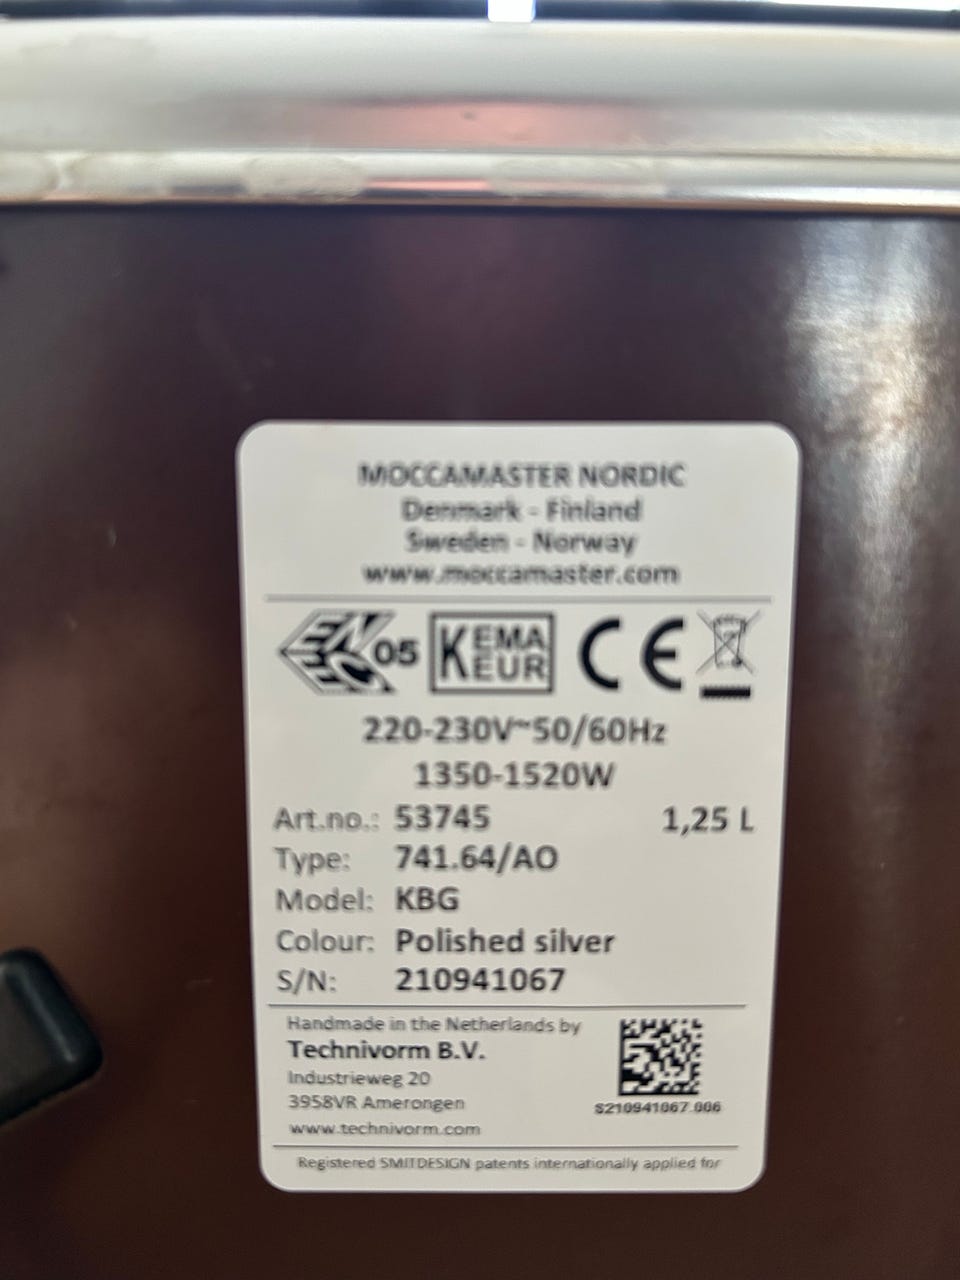 MOCCAMASTER NORDIC
Denmark - Finland
Sweden - Norway
www.moccamaster.com
ENEC 05 KEMA EUR CE
220-230V~50/60Hz
1350-1520W
Art.no.: 53745 1,25 L
Type: 741.64/AO
Model: KBG
Colour: Polished silver
S/N: 210941067
Handmade in the Netherlands by
Technivorm B.V.
Industrieweg 20
3958VR Amerongen
www.technivorm.com
S210941067.006
Registered SMITDESIGN patents internationally applied for